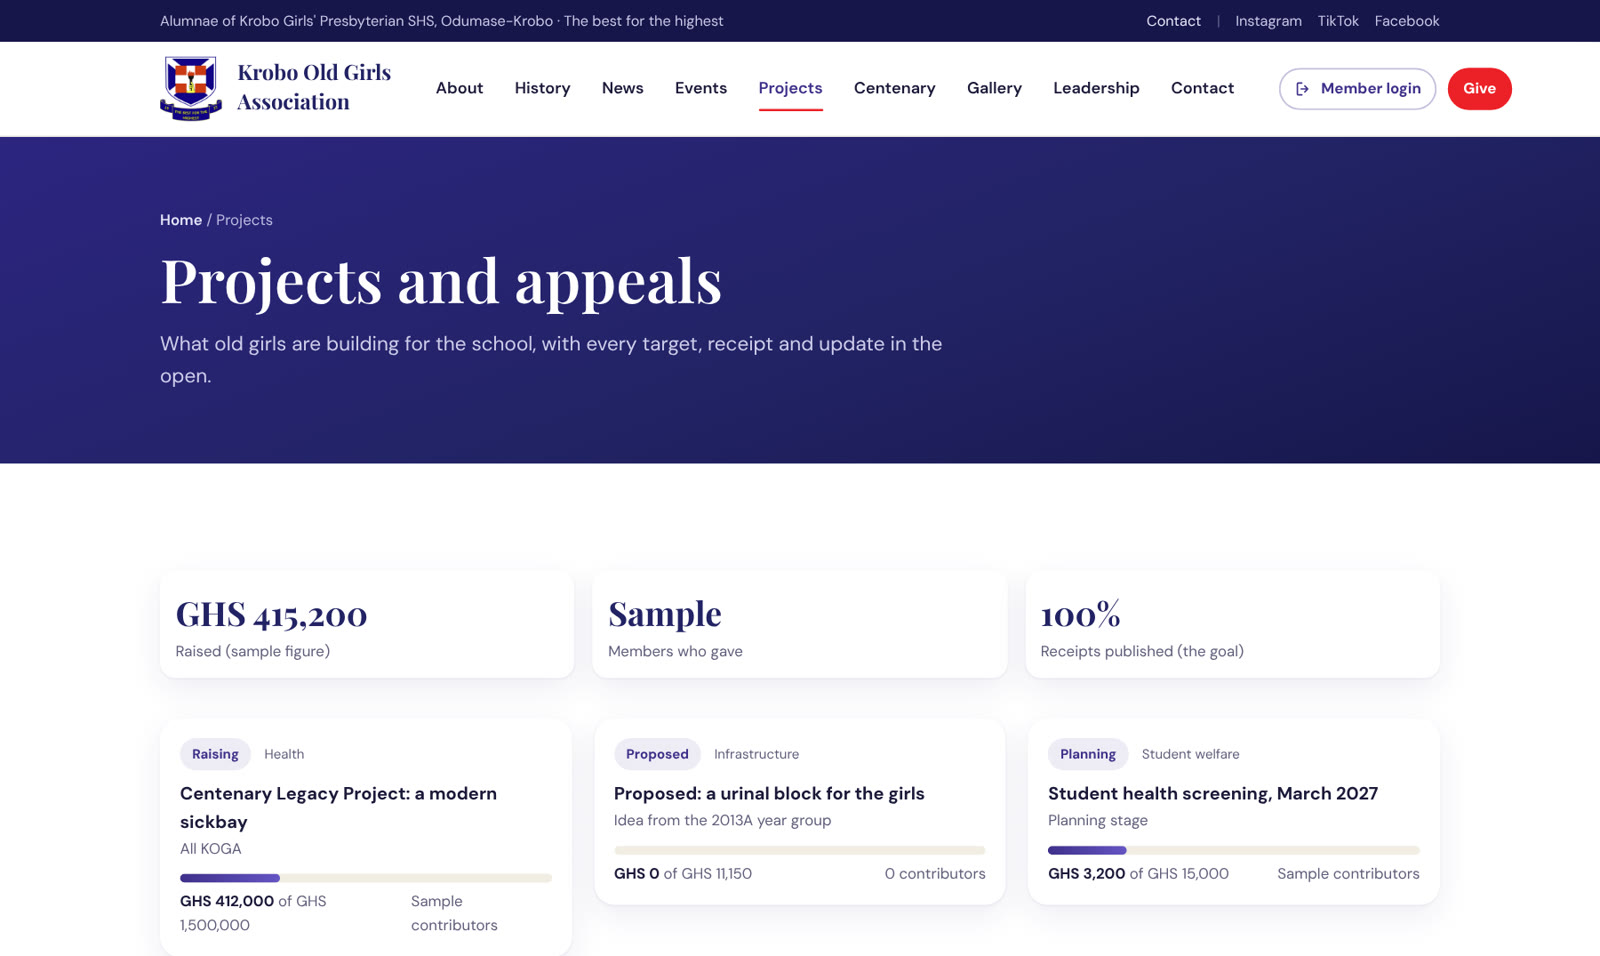 Alumnae of Krobo Girls' Presbyterian SHS, Odumase-Krobo · The best for the highest
Contact | Instagram TikTok Facebook
Krobo Old Girls
Association
About History News Events Projects Centenary Gallery Leadership Contact Member login Give
Home / Projects
Projects and appeals
What old girls are building for the school, with every target, receipt and update in the
open.
GHS 415,200
Raised (sample figure)
Sample
Members who gave
100%
Receipts published (the goal)
Raising Health
Centenary Legacy Project: a modern
sickbay
All KOGA
GHS 412,000 of GHS
1,500,000
Sample
contributors
Proposed Infrastructure
Proposed: a urinal block for the girls
Idea from the 2013A year group
GHS 0 of GHS 11,150
0 contributors
Planning Student welfare
Student health screening, March 2027
Planning stage
GHS 3,200 of GHS 15,000
Sample contributors